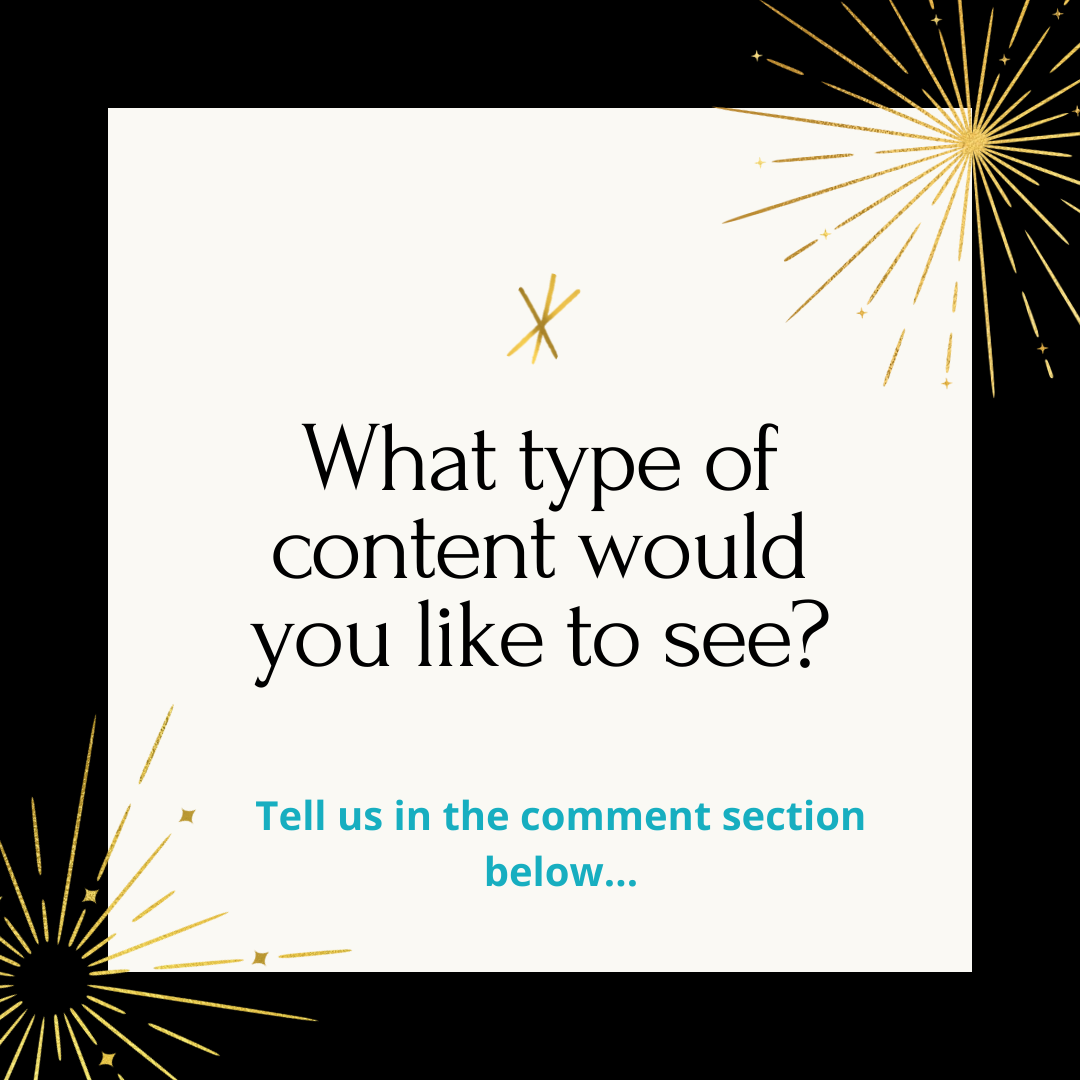 What type of
content would
you like to see?
Tell us in the comment section
below...